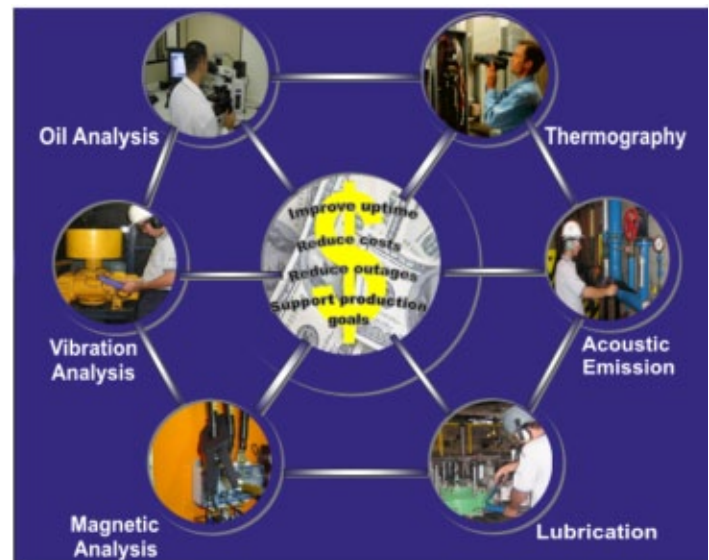 Oil Analysis
Thermography
Improve uptime
Reduce costs
Reduce outages
Support production
goals
Vibration
Analysis
Acoustic
Emission
Magnetic
Analysis
Lubrication